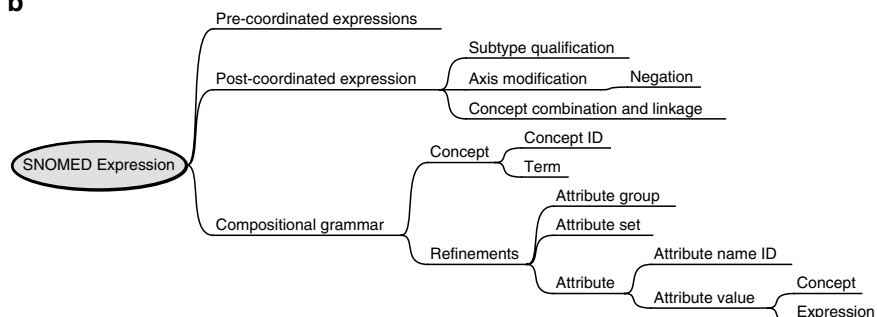 b
Pre-coordinated expressions
Subtype qualification
Post-coordinated expression
Axis modification
Negation
Concept combination and linkage
SNOMED Expression
Concept
Concept ID
Term
Compositional grammar
Attribute group
Attribute set
Refinements
Attribute name ID
Attribute
Attribute value
Concept
Expression